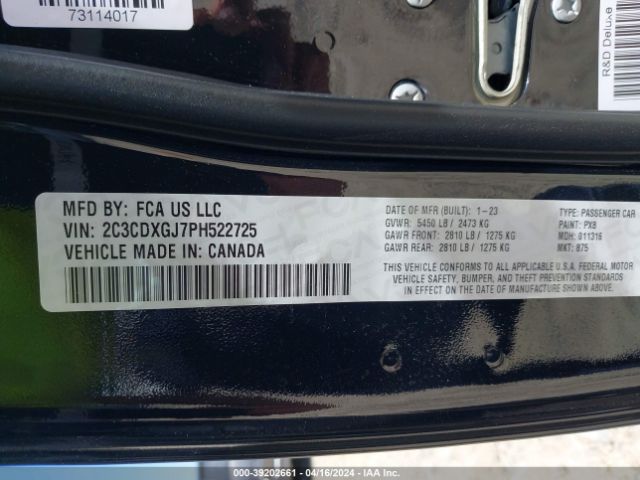 73114017
R&D Deluxe
MFD BY: FCA US LLC
VIN: 2C3CDXGJ7PH522725
VEHICLE MADE IN: CANADA
DATE OF MFR (BUILT): 1-23
GVWR: 5450 LB / 2473 KG
GAWR FRONT: 2810 LB / 1275 KG
GAWR REAR: 2810 LB / 1275 KG
TYPE: PASSENGER CAR
PAINT: PX8
MDH: 011316
MKT: 875
THIS VEHICLE CONFORMS TO ALL APPLICABLE U.S.A. FEDERAL MOTOR
VEHICLE SAFETY, BUMPER, AND THEFT PREVENTION STANDARDS
IN EFFECT ON THE DATE OF MANUFACTURE SHOWN ABOVE.
000-39202661 - 04/16/2024 - IAA Inc.